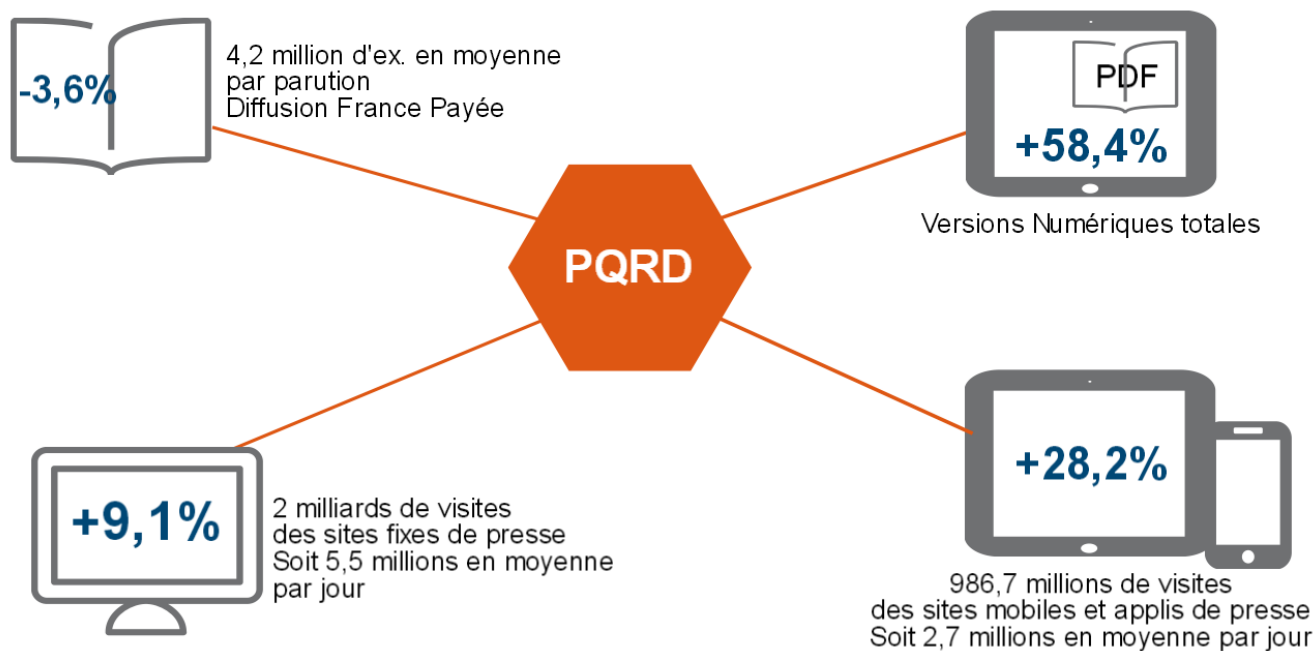 -3,6%
4,2 million d'ex. en moyenne
par parution
Diffusion France Payée
PDF
+58,4%
Versions Numériques totales
PQRD
+9,1%
2 milliards de visites
des sites fixes de presse
Soit 5,5 millions en moyenne
par jour
+28,2%
986,7 millions de visites
des sites mobiles et applis de presse
Soit 2,7 millions en moyenne par jour